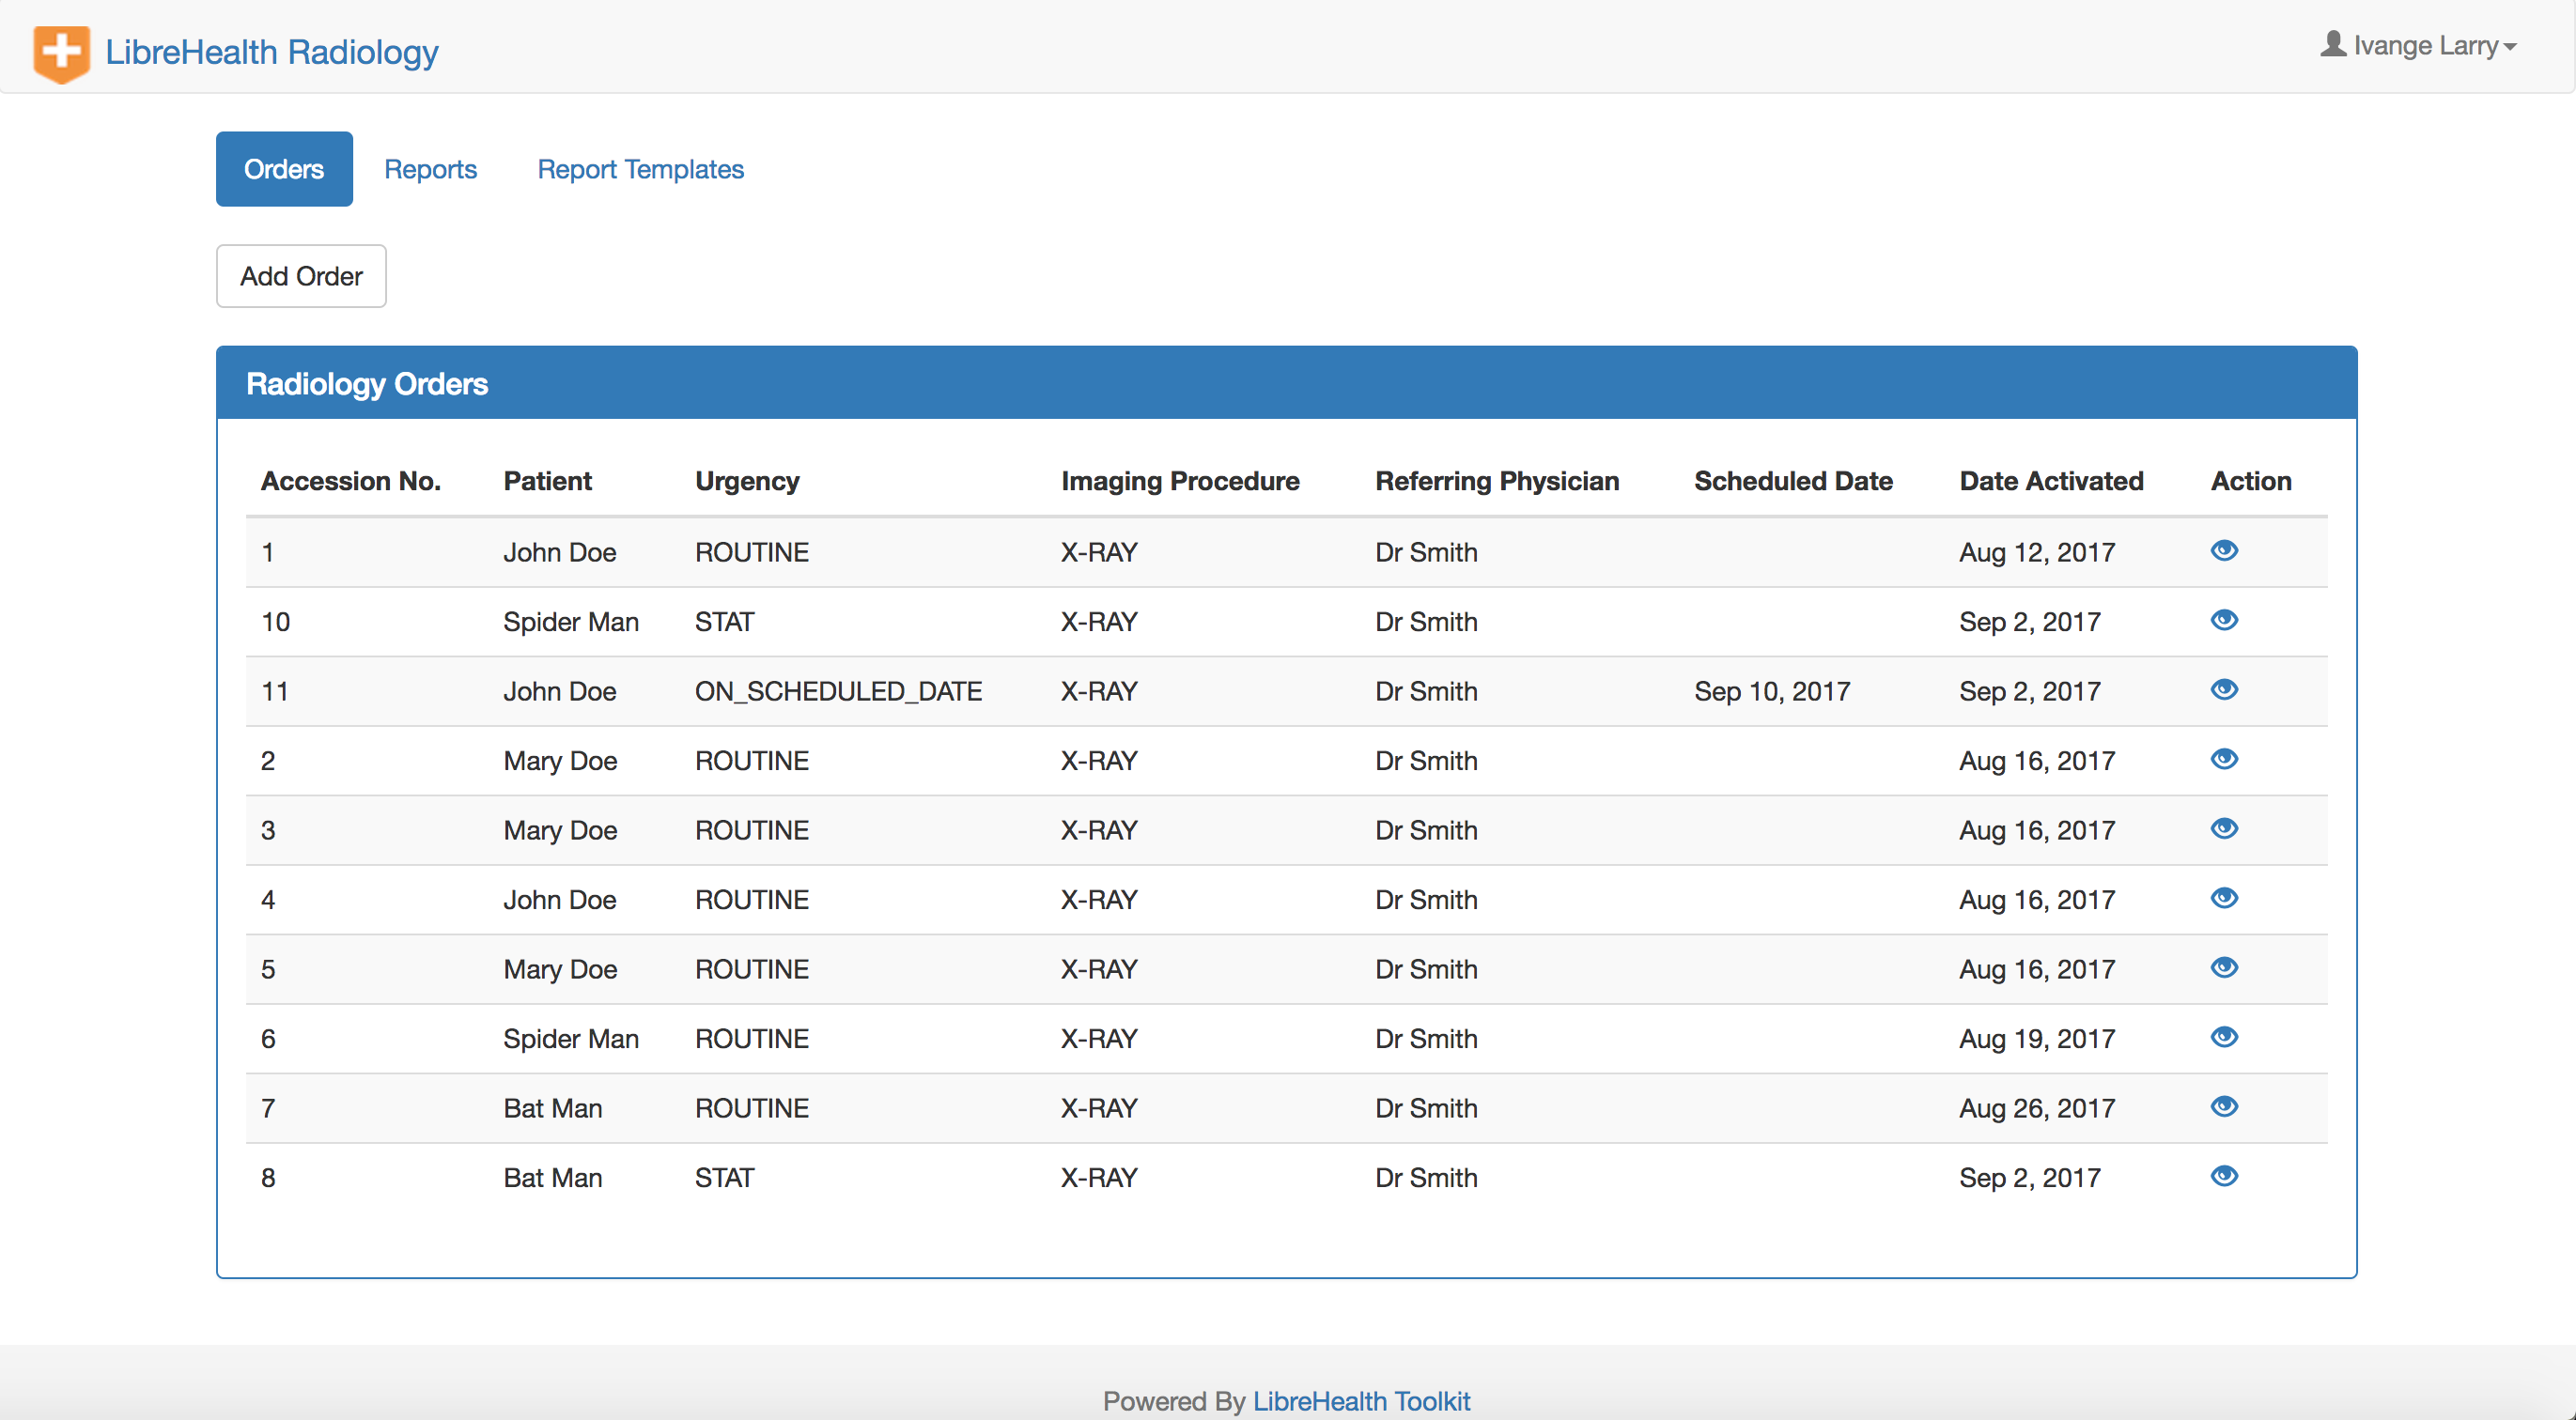 LibreHealth Radiology
Ivange Larry
Orders Reports Report Templates
Add Order
Radiology Orders
Accession No. Patient Urgency Imaging Procedure Referring Physician Scheduled Date Date Activated Action
1 John Doe ROUTINE X-RAY Dr Smith Aug 12, 2017
10 Spider Man STAT X-RAY Dr Smith Sep 2, 2017
11 John Doe ON_SCHEDULED_DATE X-RAY Dr Smith Sep 10, 2017 Sep 2, 2017
2 Mary Doe ROUTINE X-RAY Dr Smith Aug 16, 2017
3 Mary Doe ROUTINE X-RAY Dr Smith Aug 16, 2017
4 John Doe ROUTINE X-RAY Dr Smith Aug 16, 2017
5 Mary Doe ROUTINE X-RAY Dr Smith Aug 16, 2017
6 Spider Man ROUTINE X-RAY Dr Smith Aug 19, 2017
7 Bat Man ROUTINE X-RAY Dr Smith Aug 26, 2017
8 Bat Man STAT X-RAY Dr Smith Sep 2, 2017
Powered By LibreHealth Toolkit